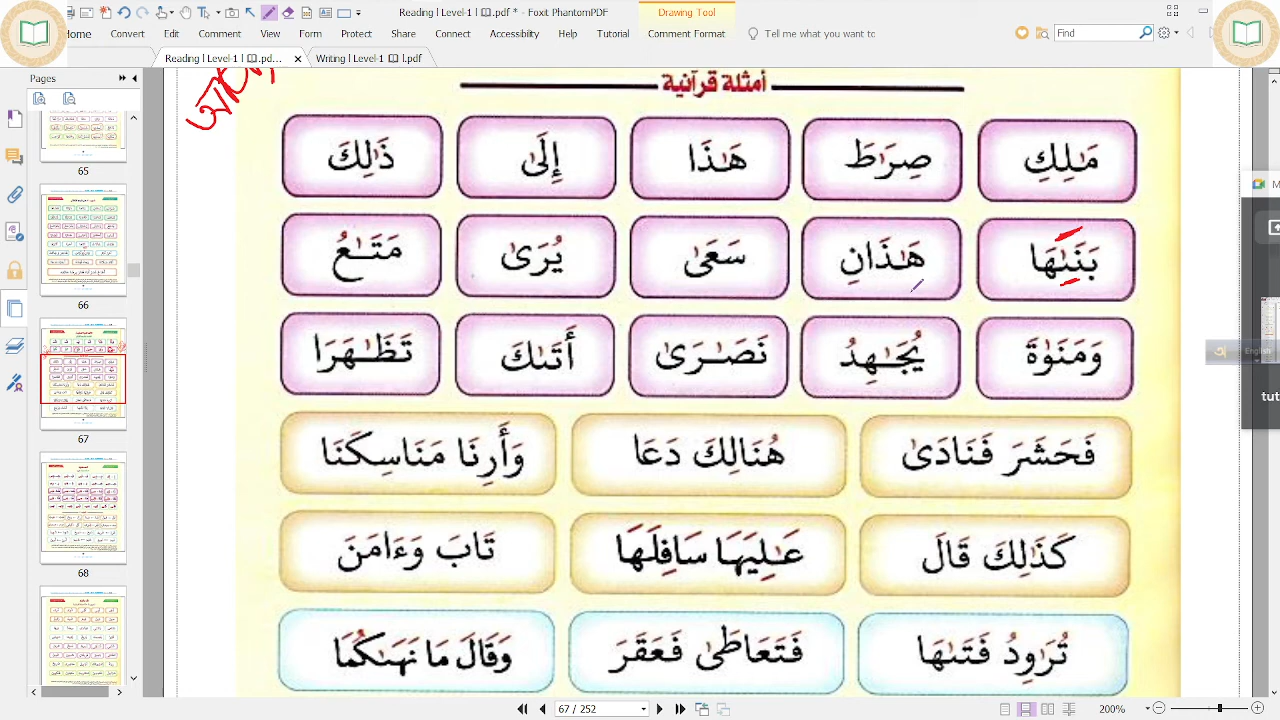 Reading l Level-1 l 🕮.pdf * - Foxit PhantomPDF
Drawing Tool
Home Convert Edit Comment View Form Protect Share Connect Accessibility Help Tutorial Comment Format Tell me what you want to Find
Reading l Level-1 l 🕮.pd... × Writing l Level-1 l.pdf
Pages
أمثلة قرآنية
مَـٰلِكِ صِرَٰطَ هَـٰذَا إِلَىٰ ذَٰلِكَ
65
بَنَىٰهَا هَـٰذَانِ سَعَىٰ يُرَىٰ مَتَـٰعُ
66
وَمَنَوٰةَ يُجَـٰهِدُ نَصَـٰرَىٰ أَتَىٰكَ تَظَـٰهَرَا
English
67
فَحَشَرَ فَنَادَىٰ هُنَالِكَ دَعَا وَأَرِنَا مَنَاسِكَنَا
كَذَٰلِكَ قَالَ عَـٰلِيَهَا سَافِلَهَا تَابَ وَءَامَنَ
68
تُرَٰوِدُ فَتَىٰهَا فَتَعَاطَىٰ فَعَقَرَ وَقَالَ مَا نَهَىٰكُمَا
67 / 252 200%